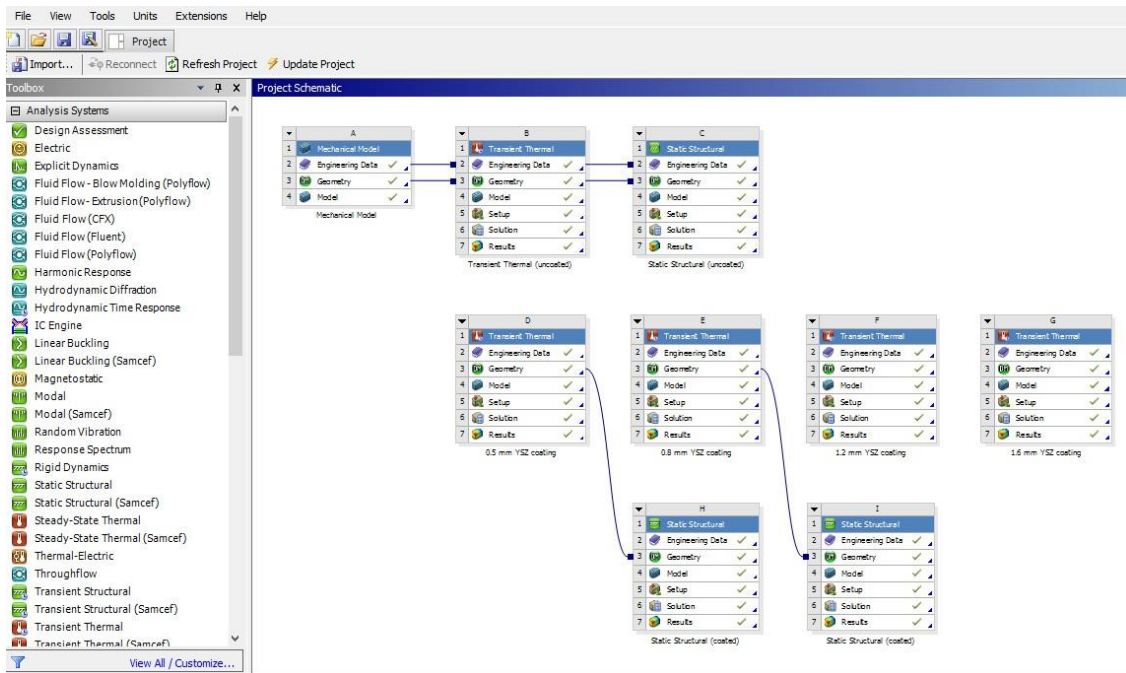 File View Tools Units Extensions Help
Project
Import... Reconnect Refresh Project Update Project
Toolbox
Project Schematic
Analysis Systems
Design Assessment
Electric
Explicit Dynamics
Fluid Flow - Blow Molding (Polyflow)
Fluid Flow- Extrusion(Polyflow)
Fluid Flow (CFX)
Fluid Flow (Fluent)
Fluid Flow (Polyflow)
Harmonic Response
Hydrodynamic Diffraction
Hydrodynamic Time Response
IC Engine
Linear Buckling
Linear Buckling (Samcef)
Magnetostatic
Modal
Modal (Samcef)
Random Vibration
Response Spectrum
Rigid Dynamics
Static Structural
Static Structural (Samcef)
Steady-State Thermal
Steady-State Thermal (Samcef)
Thermal-Electric
Throughflow
Transient Structural
Transient Structural (Samcef)
Transient Thermal
Transient Thermal (Samcef)
View All / Customize...
A
1 Mechanical Model
2 Engineering Data
3 Geometry
4 Model
Mechanical Model
B
1 Transient Thermal
2 Engineering Data
3 Geometry
4 Model
5 Setup
6 Solution
7 Results
Transient Thermal (uncoated)
C
1 Static Structural
2 Engineering Data
3 Geometry
4 Model
5 Setup
6 Solution
7 Results
Static Structural (uncoated)
D
1 Transient Thermal
2 Engineering Data
3 Geometry
4 Model
5 Setup
6 Solution
7 Results
0.5 mm YSZ coating
E
1 Transient Thermal
2 Engineering Data
3 Geometry
4 Model
5 Setup
6 Solution
7 Results
0.8 mm YSZ coating
F
1 Transient Thermal
2 Engineering Data
3 Geometry
4 Model
5 Setup
6 Solution
7 Results
1.2 mm YSZ coating
G
1 Transient Thermal
2 Engineering Data
3 Geometry
4 Model
5 Setup
6 Solution
7 Results
1.6 mm YSZ coating
H
1 Static Structural
2 Engineering Data
3 Geometry
4 Model
5 Setup
6 Solution
7 Results
Static Structural (coated)
I
1 Static Structural
2 Engineering Data
3 Geometry
4 Model
5 Setup
6 Solution
7 Results
Static Structural (coated)